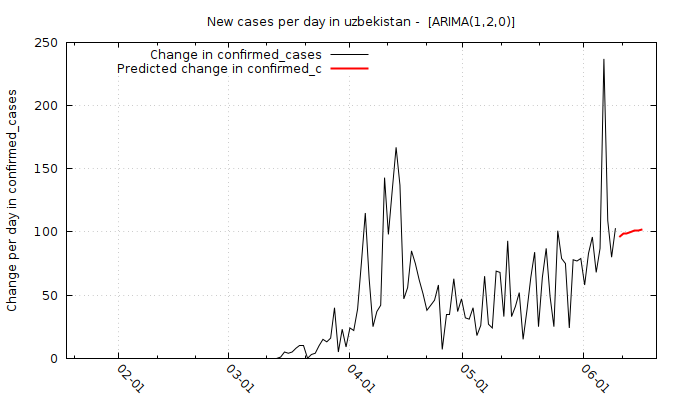 New cases per day in uzbekistan -  [ARIMA(1,2,0)]
Change in confirmed_cases
Predicted change in confirmed_c
Change per day in confirmed_cases
250
200
150
100
50
0
02-01
03-01
04-01
05-01
06-01